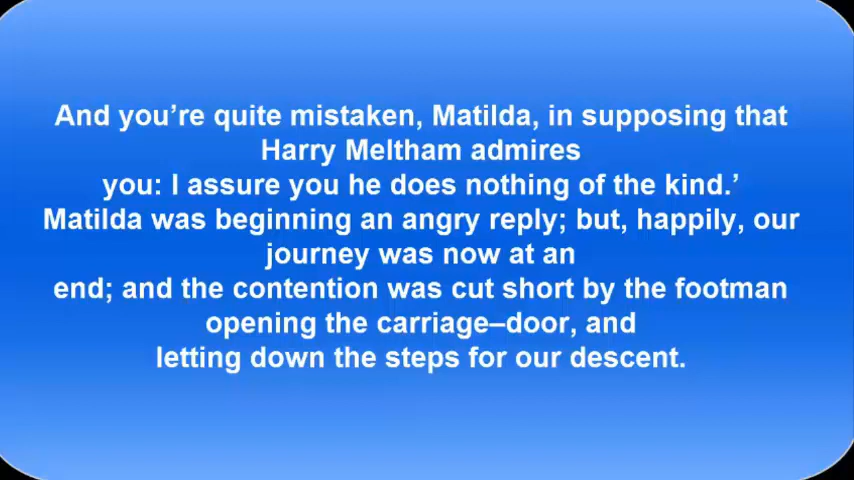 And you’re quite mistaken, Matilda, in supposing that
Harry Meltham admires
you: I assure you he does nothing of the kind.’
Matilda was beginning an angry reply; but, happily, our
journey was now at an
end; and the contention was cut short by the footman
opening the carriage–door, and
letting down the steps for our descent.